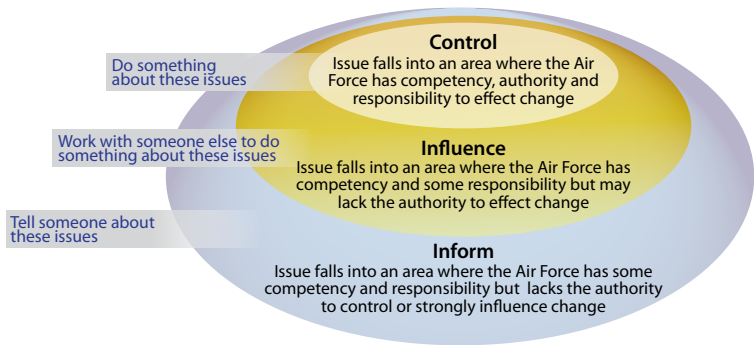 Control
Issue falls into an area where the Air
Force has competency, authority and
responsibility to effect change
Do something
about these issues
Influence
Issue falls into an area where the Air Force has
competency and some responsibility but may
lack the authority to effect change
Work with someone else to do
something about these issues
Inform
Issue falls into an area where the Air Force has some
competency and responsibility but lacks the authority
to control or strongly influence change
Tell someone about
these issues